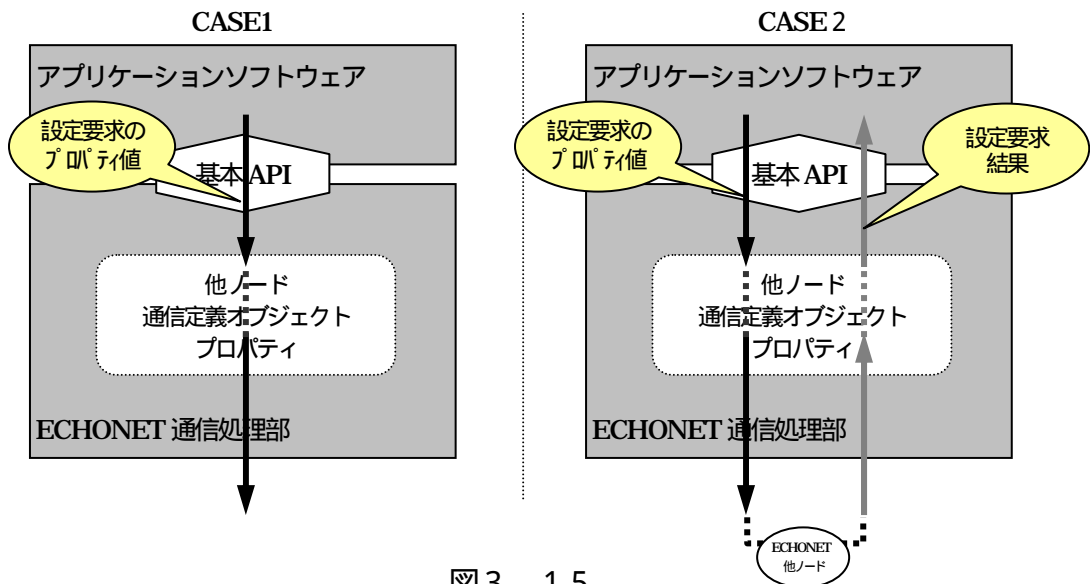 CASE1
アプリケーションソフトウェア
設定要求の
プロパティ値
基本 API
他ノード
通信定義オブジェクト
プロパティ
ECHONET 通信処理部
CASE 2
アプリケーションソフトウェア
設定要求の
プロパティ値
基本 API
設定要求
結果
他ノード
通信定義オブジェクト
プロパティ
ECHONET 通信処理部
ECHONET
他ノード
図3. 1.5